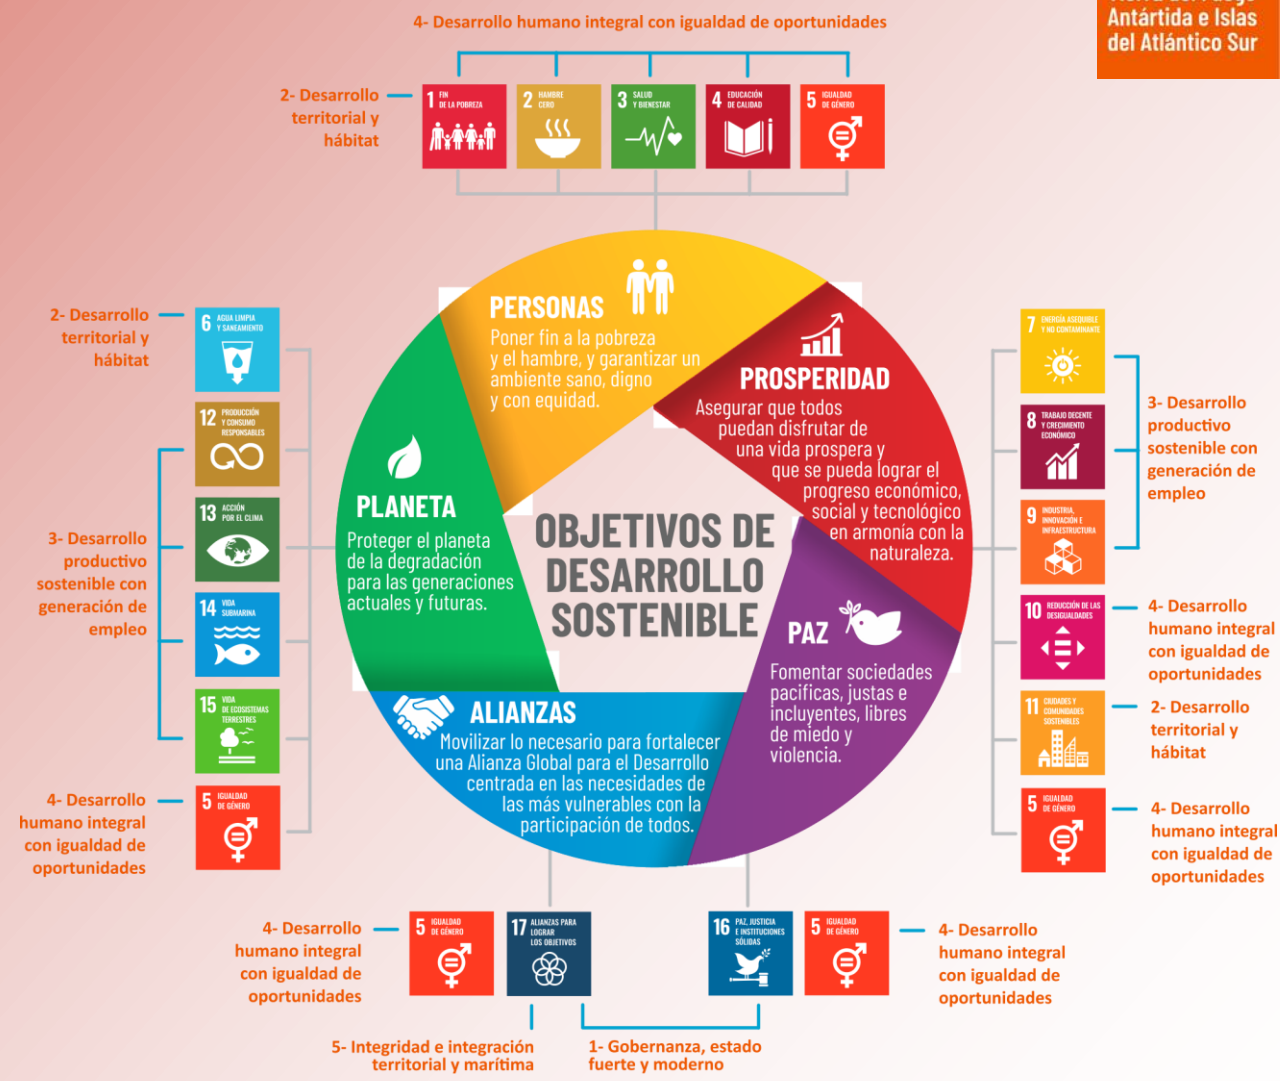 4- Desarrollo humano integral con igualdad de oportunidades
Antártida e Islas
del Atlántico Sur
2- Desarrollo
territorial y
hábitat
1 FIN
DE LA POBREZA
2 HAMBRE
CERO
3 SALUD
Y BIENESTAR
4 EDUCACIÓN
DE CALIDAD
5 IGUALDAD
DE GÉNERO
PERSONAS
Poner fin a la pobreza
y el hambre, y garantizar un
ambiente sano, digno
y con equidad.
PROSPERIDAD
Asegurar que todos
puedan disfrutar de
una vida prospera y
que se pueda lograr el
progreso económico,
social y tecnológico
en armonía con la
naturaleza.
PLANETA
Proteger el planeta
de la degradación
para las generaciones
actuales y futuras.
OBJETIVOS DE
DESARROLLO
SOSTENIBLE
PAZ
Fomentar sociedades
pacificas, justas e
incluyentes, libres
de miedo y
violencia.
ALIANZAS
Movilizar lo necesario para fortalecer
una Alianza Global para el Desarrollo
centrada en las necesidades de
las más vulnerables con la
participación de todos.
2- Desarrollo
territorial y
hábitat
6 AGUA LIMPIA
Y SANEAMIENTO
12 PRODUCCIÓN
Y CONSUMO
RESPONSABLES
13 ACCIÓN
POR EL CLIMA
3- Desarrollo
productivo
sostenible con
generación de
empleo
14 VIDA
SUBMARINA
15 VIDA
DE ECOSISTEMAS
TERRESTRES
4- Desarrollo
humano integral
con igualdad de
oportunidades
5 IGUALDAD
DE GÉNERO
7 ENERGÍA ASEQUIBLE
Y NO CONTAMINANTE
8 TRABAJO DECENTE
Y CRECIMIENTO
ECONÓMICO
3- Desarrollo
productivo
sostenible con
generación de
empleo
9 INDUSTRIA,
INNOVACIÓN E
INFRAESTRUCTURA
10 REDUCCIÓN DE LAS
DESIGUALDADES
4- Desarrollo
humano integral
con igualdad de
oportunidades
11 CIUDADES Y
COMUNIDADES
SOSTENIBLES
2- Desarrollo
territorial y
hábitat
5 IGUALDAD
DE GÉNERO
4- Desarrollo
humano integral
con igualdad de
oportunidades
4- Desarrollo
humano integral
con igualdad de
oportunidades
5 IGUALDAD
DE GÉNERO
17 ALIANZAS PARA
LOGRAR
LOS OBJETIVOS
16 PAZ, JUSTICIA
E INSTITUCIONES
SÓLIDAS
5 IGUALDAD
DE GÉNERO
4- Desarrollo
humano integral
con igualdad de
oportunidades
5- Integridad e integración
territorial y marítima
1- Gobernanza, estado
fuerte y moderno